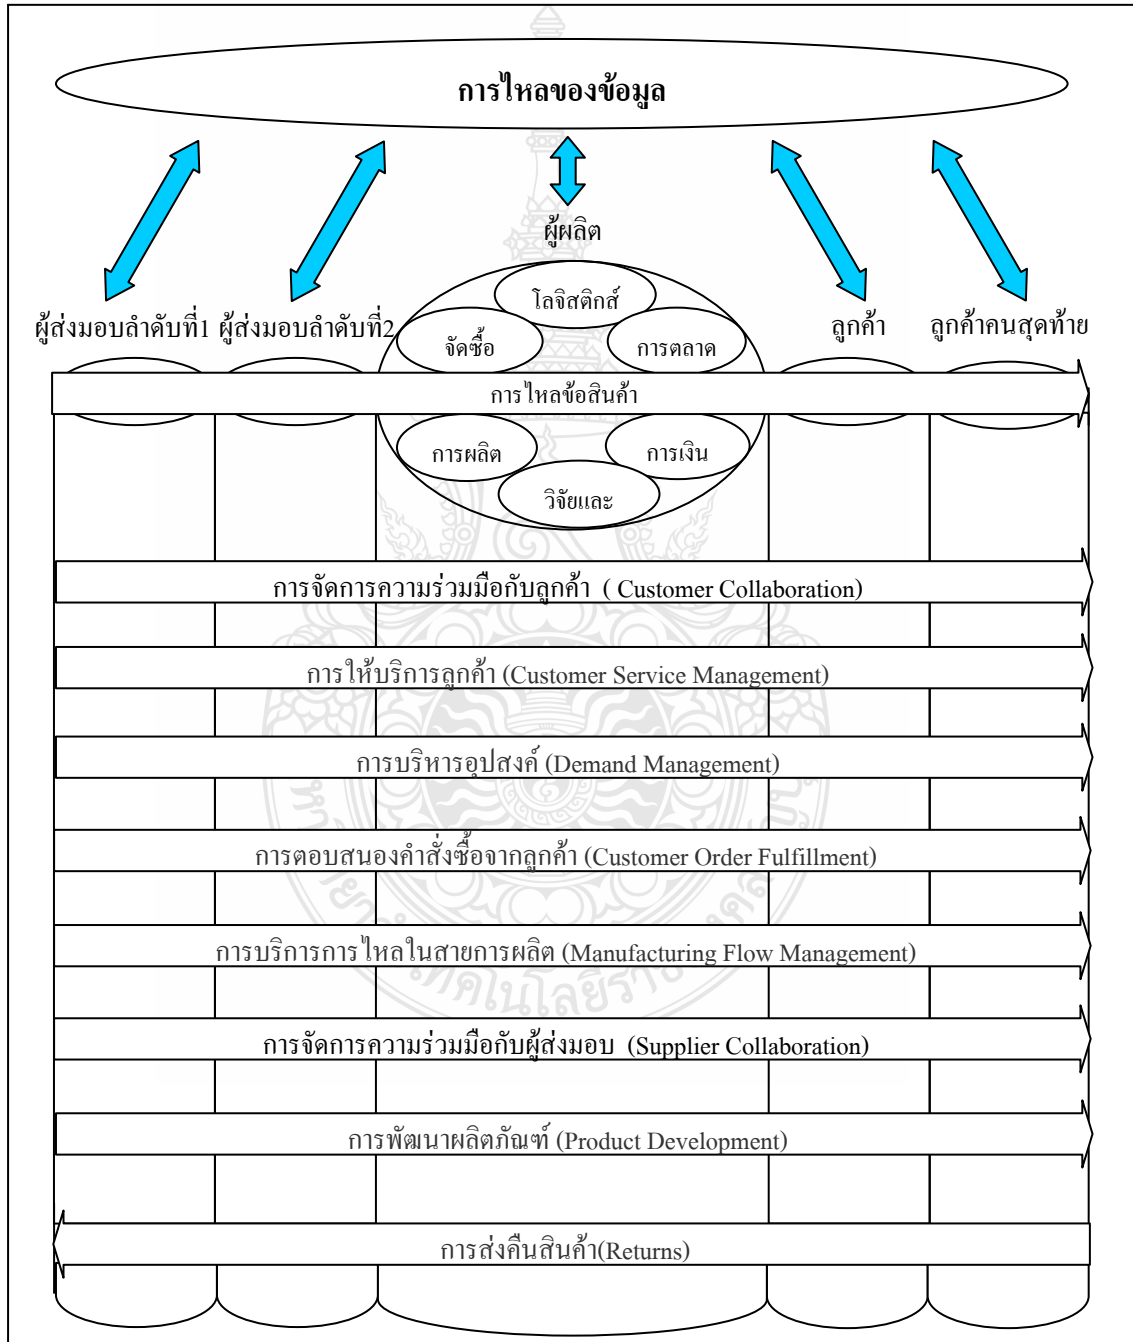 การไหลของข้อมูล
ผู้ผลิต
ผู้ส่งมอบลำดับที่1 ผู้ส่งมอบลำดับที่2 ลูกค้า ลูกค้าคนสุดท้าย
โลจิสติกส์
จัดซื้อ การตลาด
การไหลข้อสินค้า
การผลิต การเงิน
วิจัยและ
การจัดการความร่วมมือกับลูกค้า ( Customer Collaboration)
การให้บริการลูกค้า (Customer Service Management)
การบริหารอุปสงค์ (Demand Management)
การตอบสนองคำสั่งซื้อจากลูกค้า (Customer Order Fulfillment)
การบริการการไหลในสายการผลิต (Manufacturing Flow Management)
การจัดการความร่วมมือกับผู้ส่งมอบ (Supplier Collaboration)
การพัฒนาผลิตภัณฑ์ (Product Development)
การส่งคืนสินค้า(Returns)